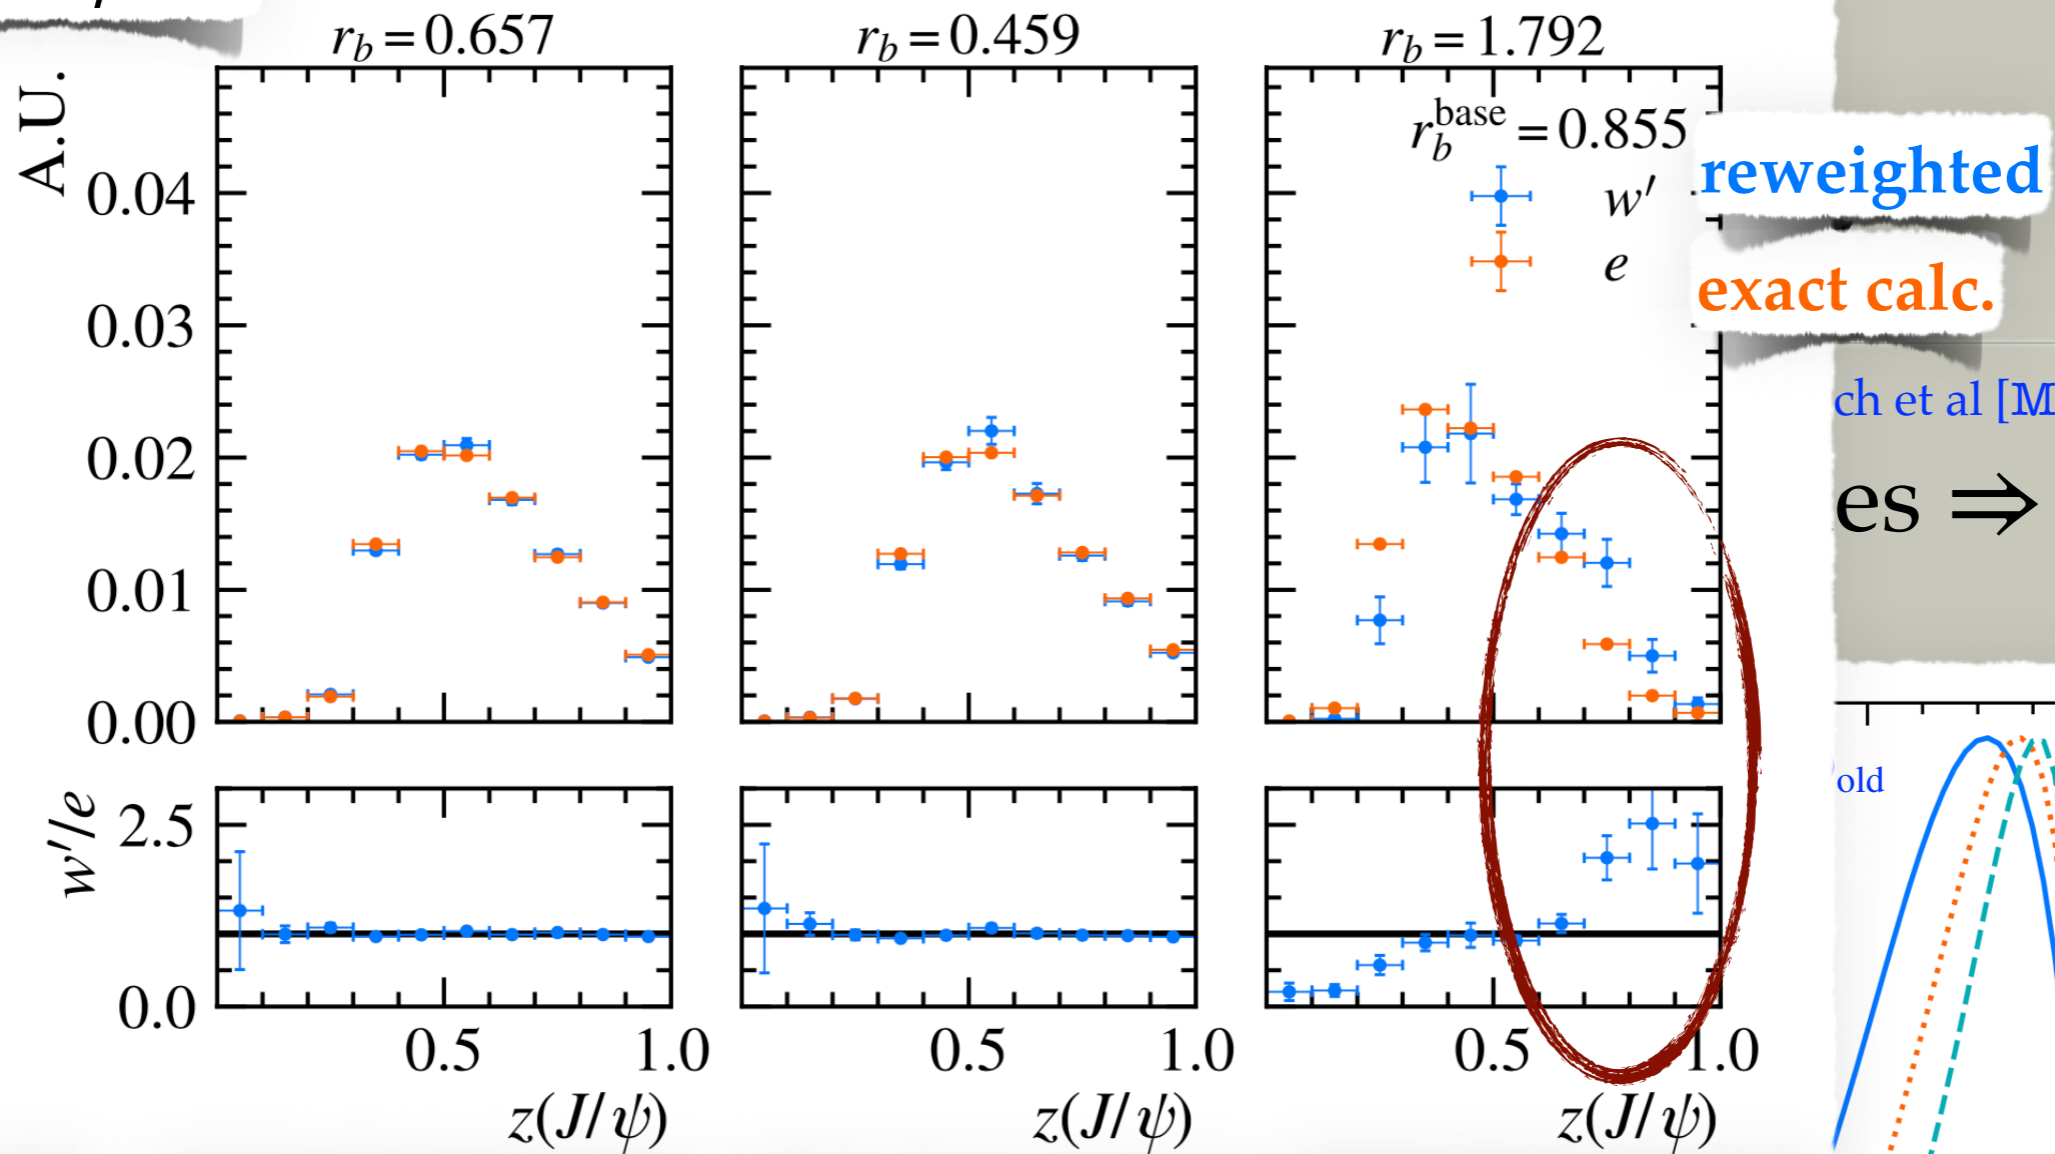 r_b = 0.657
r_b = 0.459
r_b = 1.792
A.U.
r_b^base = 0.855
w′
e
reweighted
exact calc.
0.04
0.03
0.02
0.01
0.00
ch et al [M
es ⇒
old
w′/e
2.5
0.0
0.5 1.0
0.5 1.0
0.5 1.0
z(J/ψ)
z(J/ψ)
z(J/ψ)